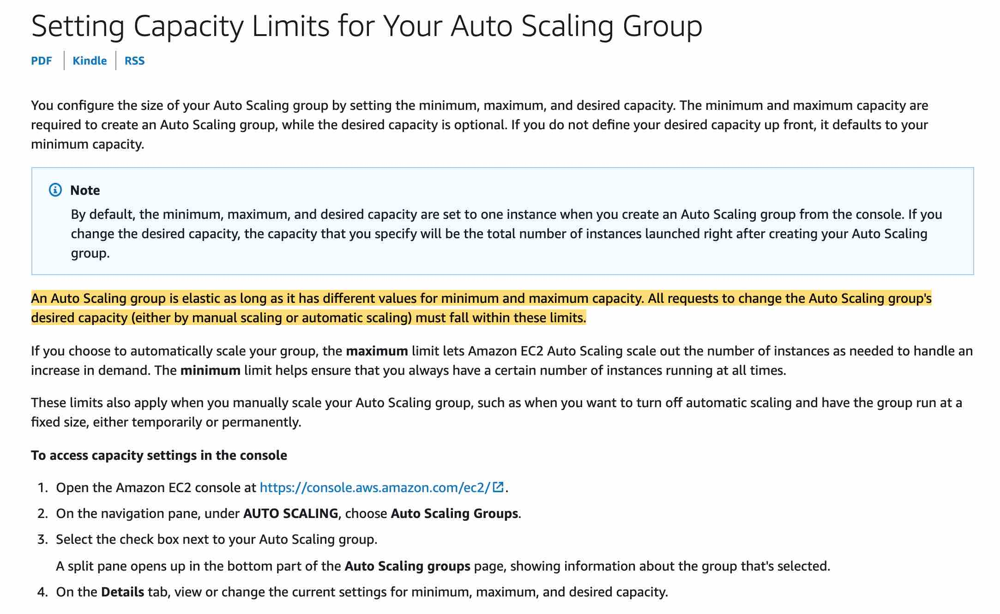 Setting Capacity Limits for Your Auto Scaling Group
PDF Kindle RSS
You configure the size of your Auto Scaling group by setting the minimum, maximum, and desired capacity. The minimum and maximum capacity are
required to create an Auto Scaling group, while the desired capacity is optional. If you do not define your desired capacity up front, it defaults to your
minimum capacity.
Note
By default, the minimum, maximum, and desired capacity are set to one instance when you create an Auto Scaling group from the console. If you
change the desired capacity, the capacity that you specify will be the total number of instances launched right after creating your Auto Scaling
group.
An Auto Scaling group is elastic as long as it has different values for minimum and maximum capacity. All requests to change the Auto Scaling group's
desired capacity (either by manual scaling or automatic scaling) must fall within these limits.
If you choose to automatically scale your group, the maximum limit lets Amazon EC2 Auto Scaling scale out the number of instances as needed to handle an
increase in demand. The minimum limit helps ensure that you always have a certain number of instances running at all times.
These limits also apply when you manually scale your Auto Scaling group, such as when you want to turn off automatic scaling and have the group run at a
fixed size, either temporarily or permanently.
To access capacity settings in the console
1. Open the Amazon EC2 console at https://console.aws.amazon.com/ec2/.
2. On the navigation pane, under AUTO SCALING, choose Auto Scaling Groups.
3. Select the check box next to your Auto Scaling group.
A split pane opens up in the bottom part of the Auto Scaling groups page, showing information about the group that's selected.
4. On the Details tab, view or change the current settings for minimum, maximum, and desired capacity.